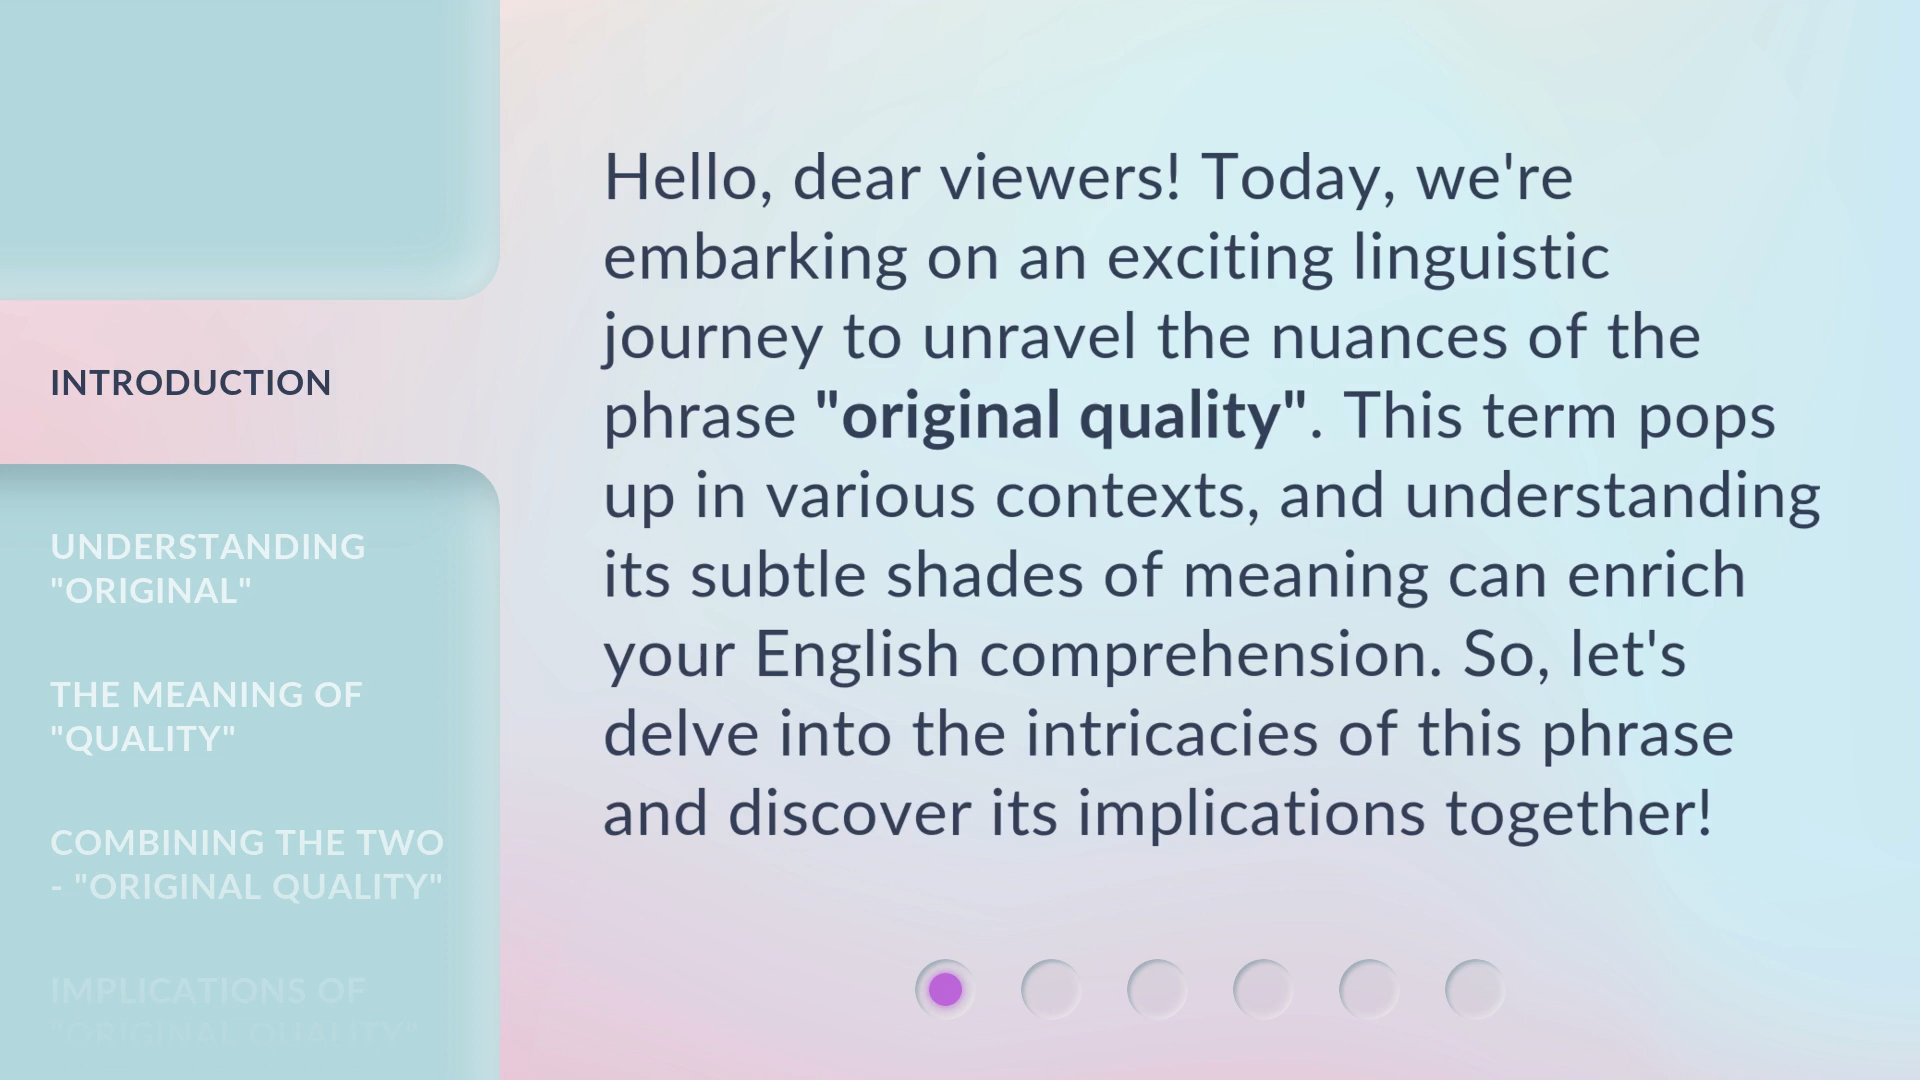 INTRODUCTION
UNDERSTANDING
"ORIGINAL"
THE MEANING OF
"QUALITY"
COMBINING THE TWO
- "ORIGINAL QUALITY"
IMPLICATIONS OF
"ORIGINAL QUALITY"
Hello, dear viewers! Today, we're
embarking on an exciting linguistic
journey to unravel the nuances of the
phrase "original quality". This term pops
up in various contexts, and understanding
its subtle shades of meaning can enrich
your English comprehension. So, let's
delve into the intricacies of this phrase
and discover its implications together!